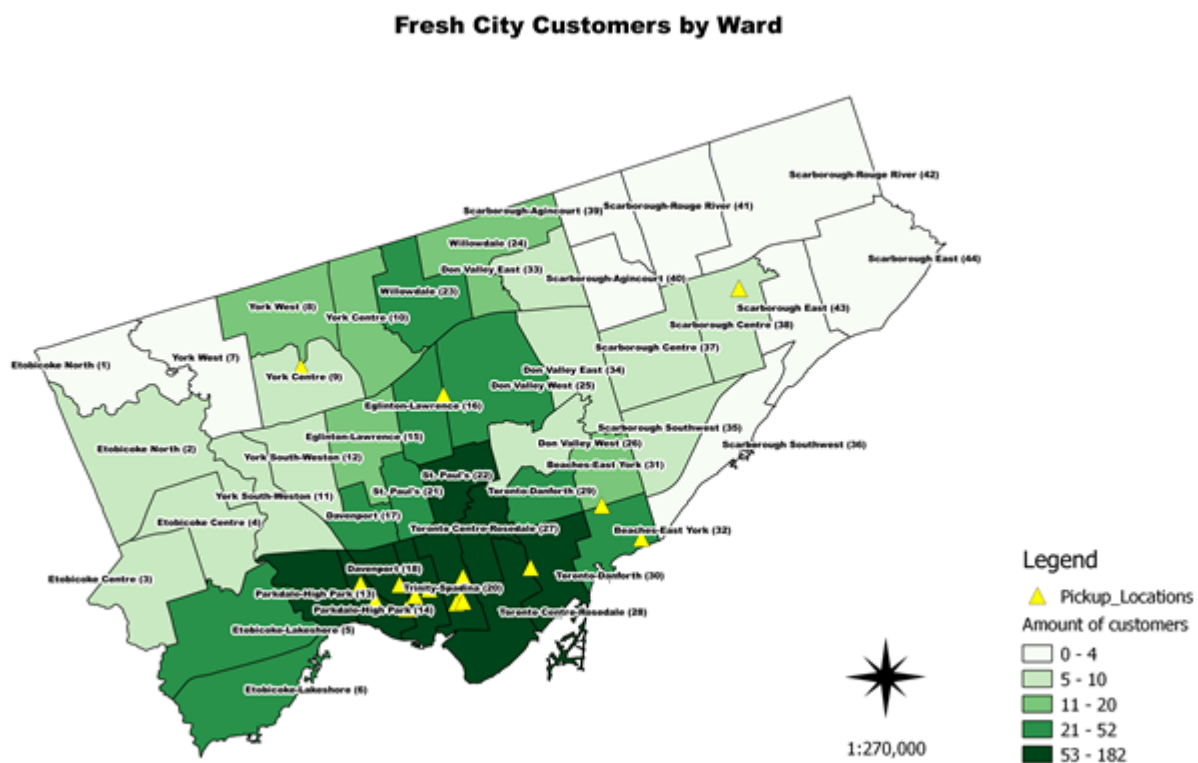 Fresh City Customers by Ward
Scarborough-Rouge River (42)
Scarborough-Agincourt (39)
Scarborough-Rouge River (41)
Willowdale (24)
Scarborough East (44)
Don Valley East (33)
Scarborough-Agincourt (40)
Willowdale (23)
York West (8)
Scarborough East (43)
York Centre (10)
Scarborough Centre (38)
Scarborough Centre (37)
York West (7)
Etobicoke North (1)
Don Valley East (34)
York Centre (9)
Don Valley West (25)
Eglinton-Lawrence (16)
Scarborough Southwest (35)
Eglinton-Lawrence (15)
Don Valley West (26)
Scarborough Southwest (36)
Etobicoke North (2)
York South-Weston (12)
Beaches-East York (31)
St. Paul's (22)
St. Paul's (21)
Toronto-Danforth (29)
York South-Weston (11)
Davenport (17)
Etobicoke Centre (4)
Toronto Centre-Rosedale (27)
Beaches-East York (32)
Davenport (18)
Toronto-Danforth (30)
Etobicoke Centre (3)
Trinity-Spadina (20)
Parkdale-High Park (13)
Parkdale-High Park (14)
Toronto Centre-Rosedale (28)
Etobicoke-Lakeshore (5)
Etobicoke-Lakeshore (6)
Legend
Pickup_Locations
Amount of customers
0 - 4
5 - 10
11 - 20
21 - 52
53 - 182
1:270,000